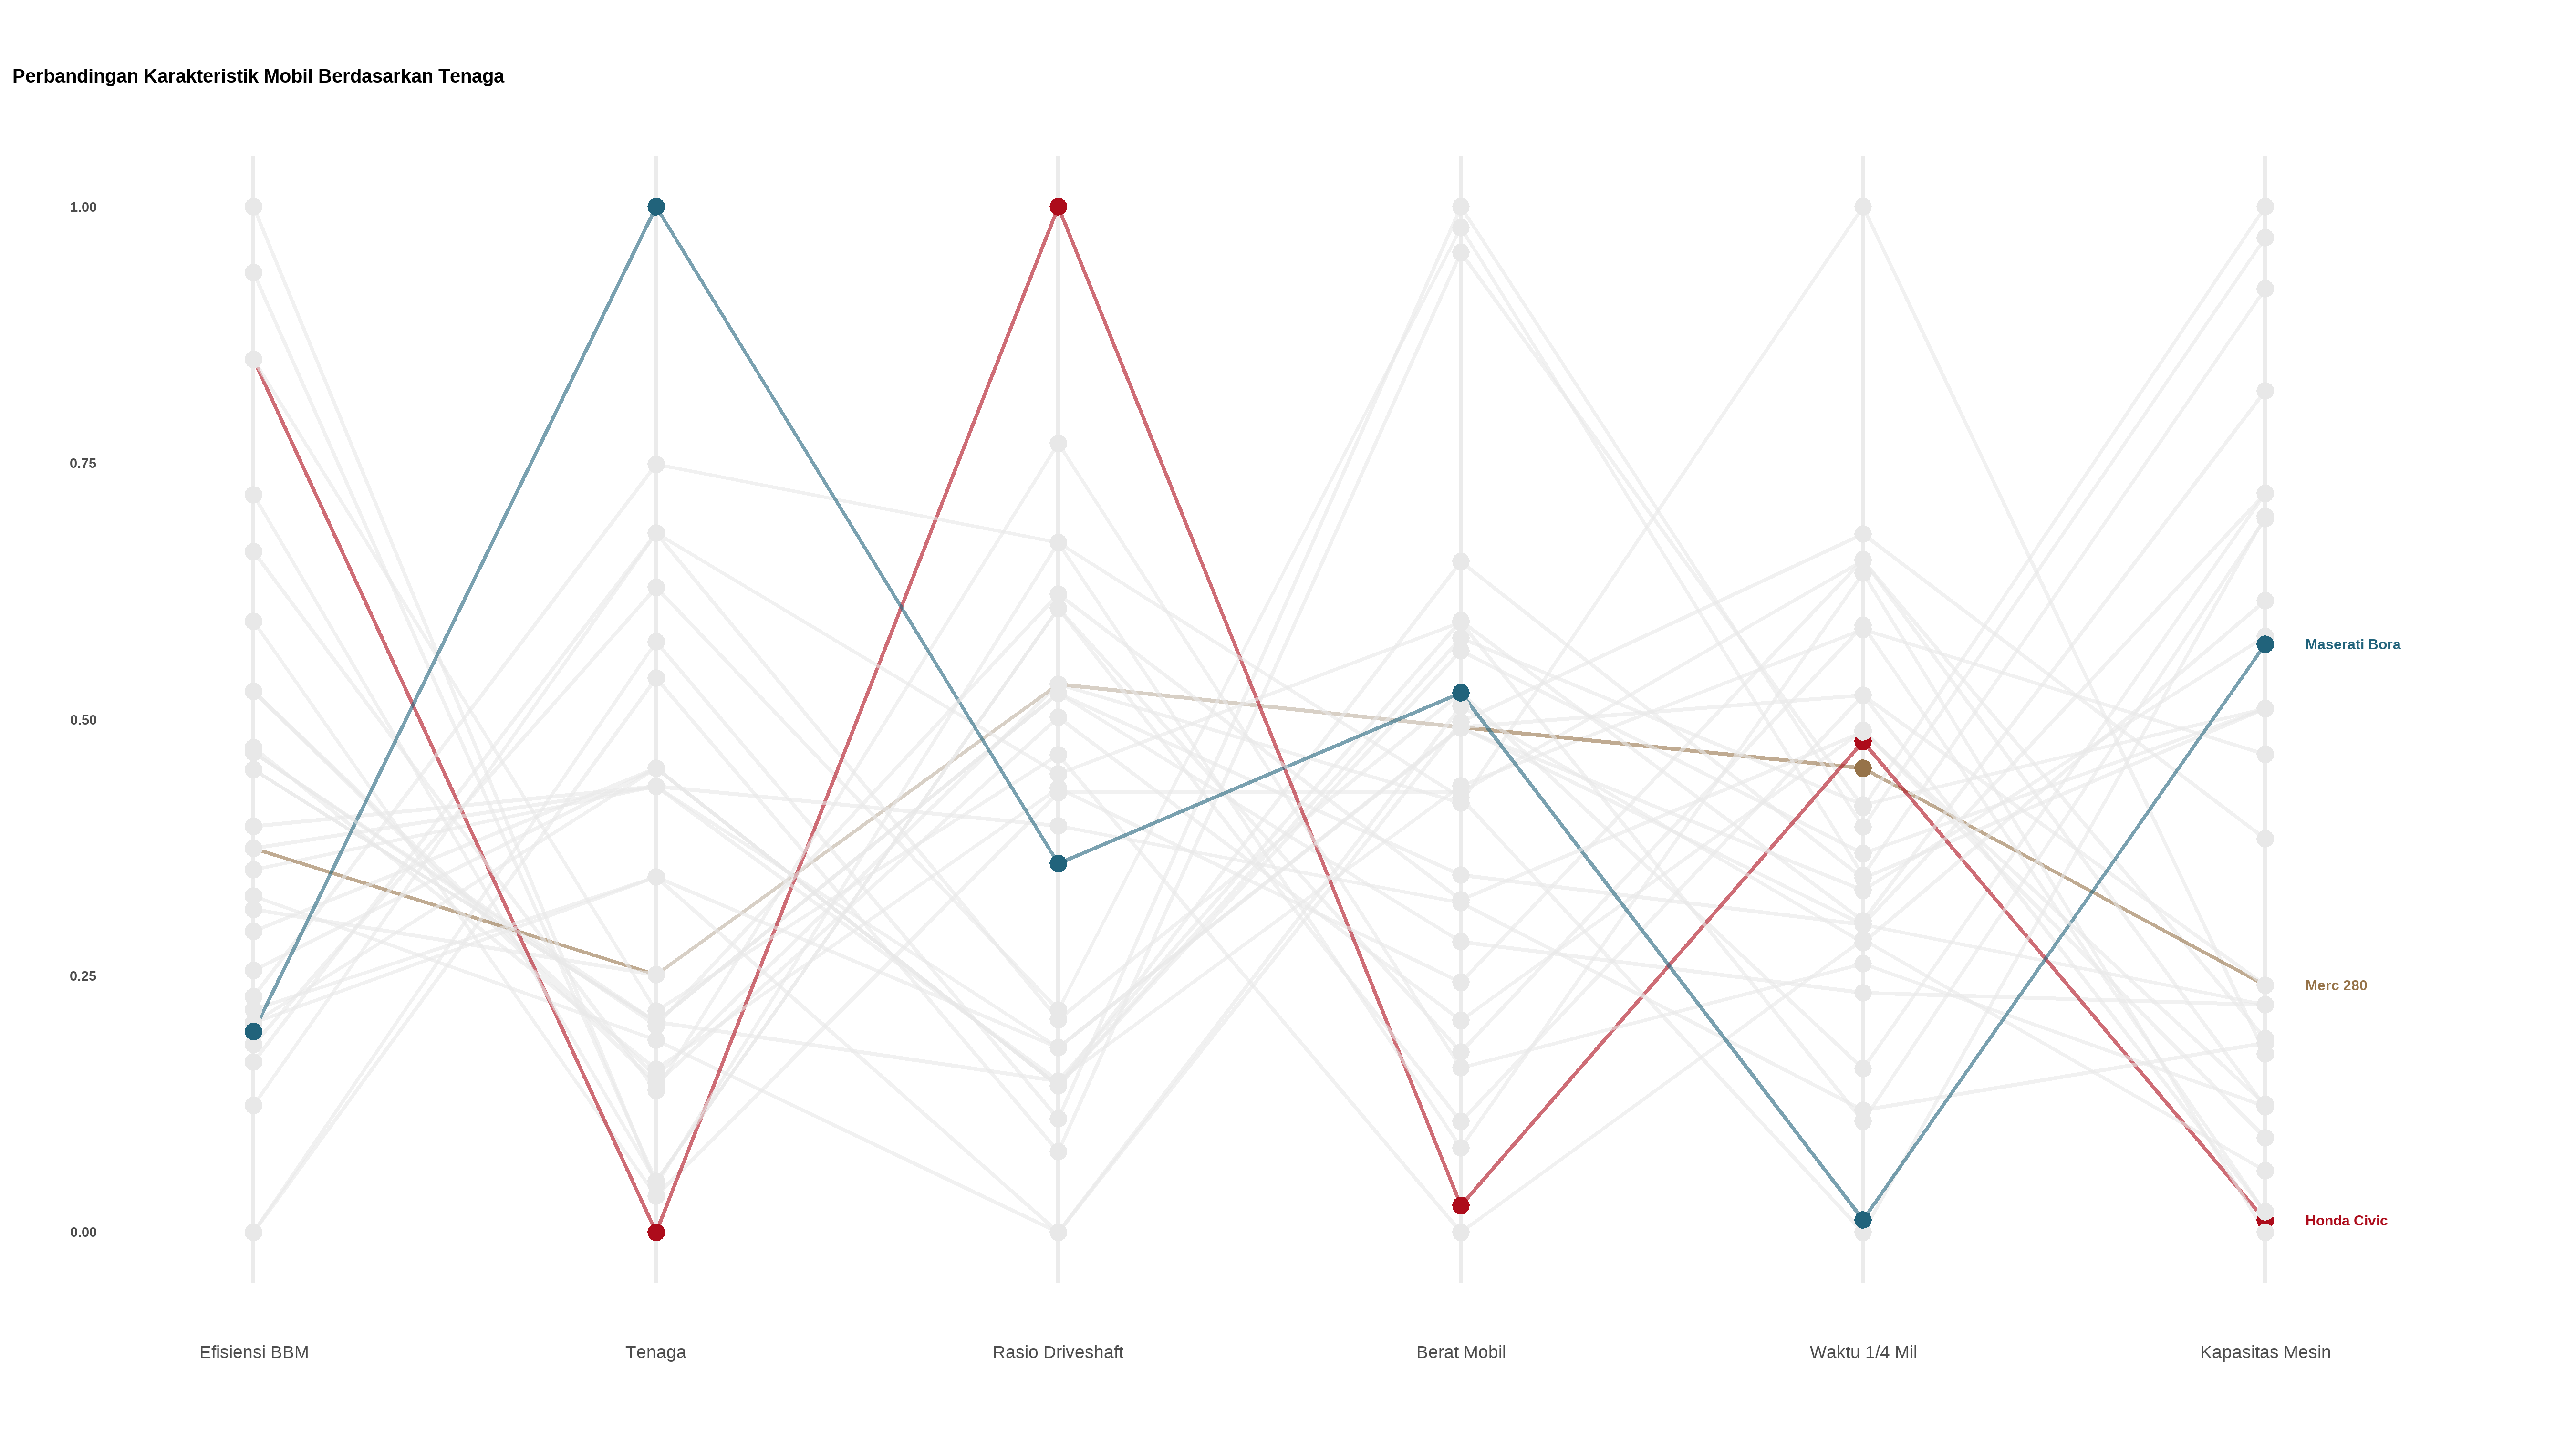 Perbandingan Karakteristik Mobil Berdasarkan Tenaga
1.00
0.75
0.50
0.25
0.00
Maserati Bora
Merc 280
Honda Civic
Efisiensi BBM
Tenaga
Rasio Driveshaft
Berat Mobil
Waktu 1/4 Mil
Kapasitas Mesin